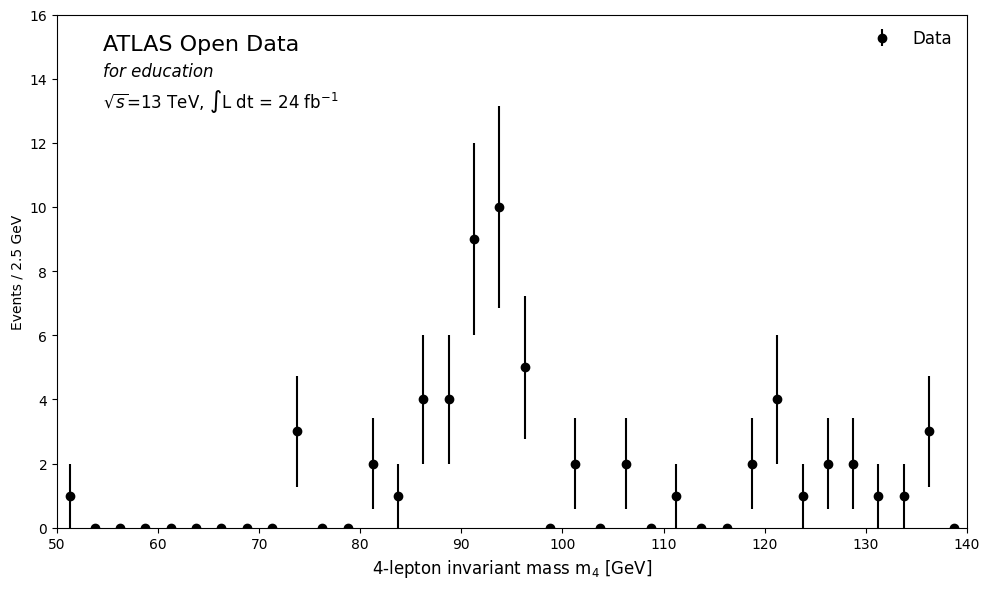 ATLAS Open Data
for education
√s=13 TeV, ∫L dt = 24 fb⁻¹
Data
Events / 2.5 GeV
16
14
12
10
8
6
4
2
0
50 60 70 80 90 100 110 120 130 140
4-lepton invariant mass m₄ [GeV]